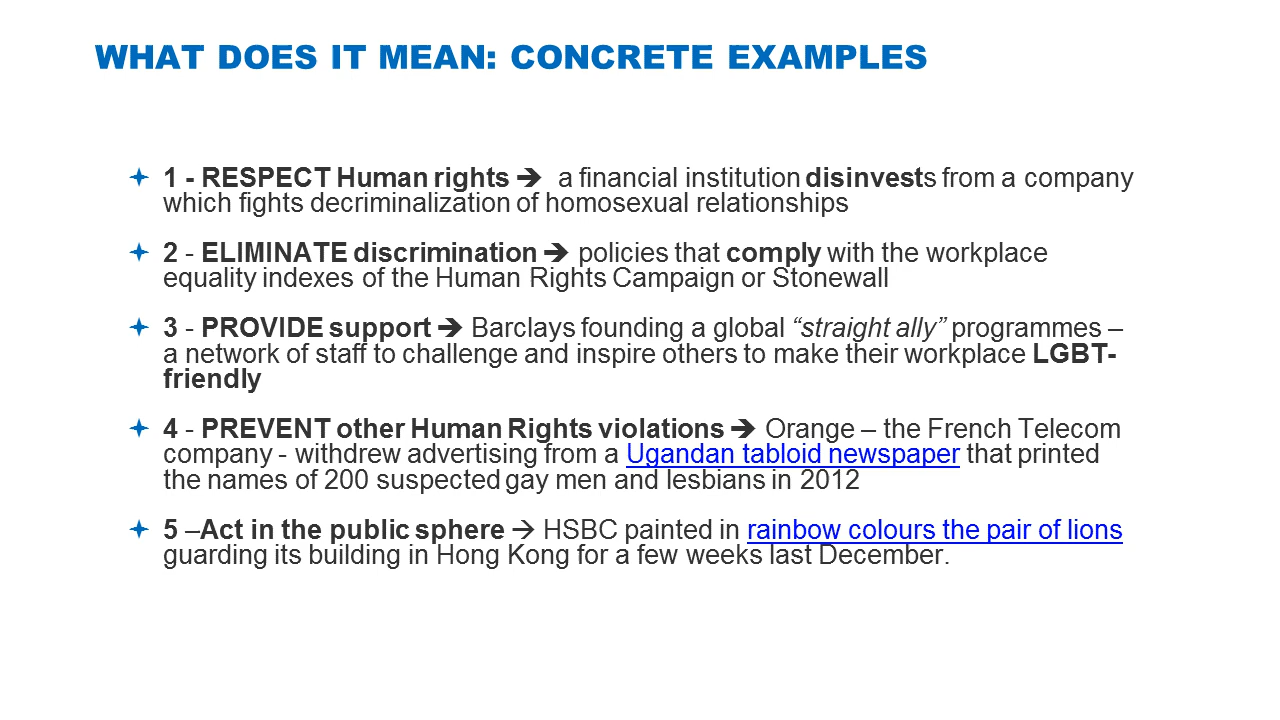 WHAT DOES IT MEAN: CONCRETE EXAMPLES
1 - RESPECT Human rights ➔ a financial institution disinvests from a company
which fights decriminalization of homosexual relationships
2 - ELIMINATE discrimination ➔ policies that comply with the workplace
equality indexes of the Human Rights Campaign or Stonewall
3 - PROVIDE support ➔ Barclays founding a global “straight ally” programmes –
a network of staff to challenge and inspire others to make their workplace LGBT-
friendly
4 - PREVENT other Human Rights violations ➔ Orange – the French Telecom
company - withdrew advertising from a Ugandan tabloid newspaper that printed
the names of 200 suspected gay men and lesbians in 2012
5 –Act in the public sphere → HSBC painted in rainbow colours the pair of lions
guarding its building in Hong Kong for a few weeks last December.